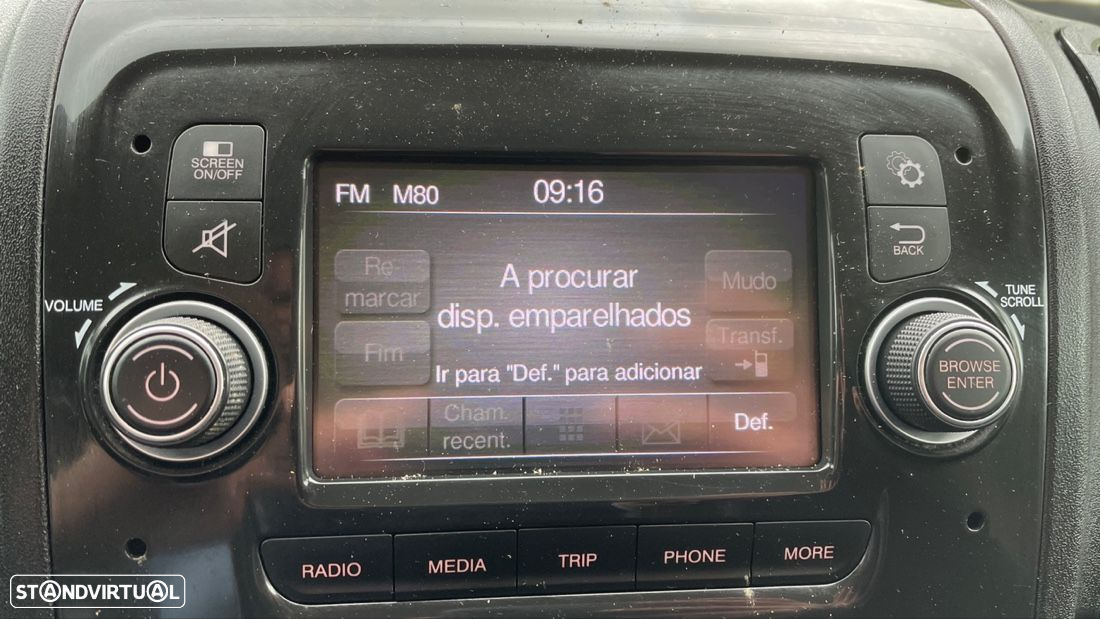 SCREEN
ON/OFF
VOLUME
FM M80 09:16
Re
marcar
A procurar
disp. emparelhados
Mudo
Fim
Transf.
Ir para "Def." para adicionar
Cham.
recent.
Def.
BACK
TUNE
SCROLL
BROWSE
ENTER
RADIO
MEDIA
TRIP
PHONE
MORE
STANDVIRTUAL